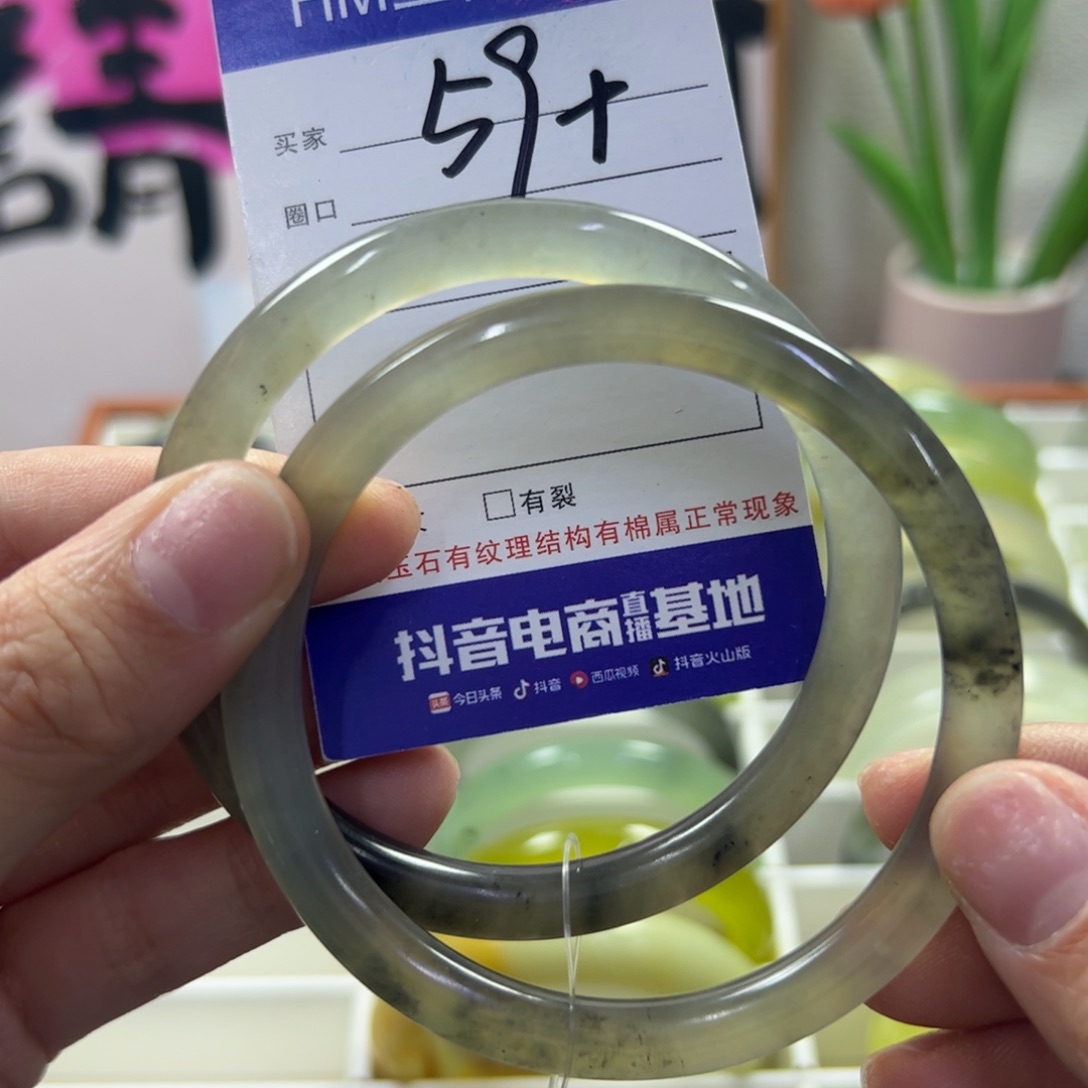 59+
买家
圈口
有裂
玉石有纹理结构有棉属正常现象
抖音电商直播基地
头条 今日头条 抖音 西瓜视频 抖音火山版